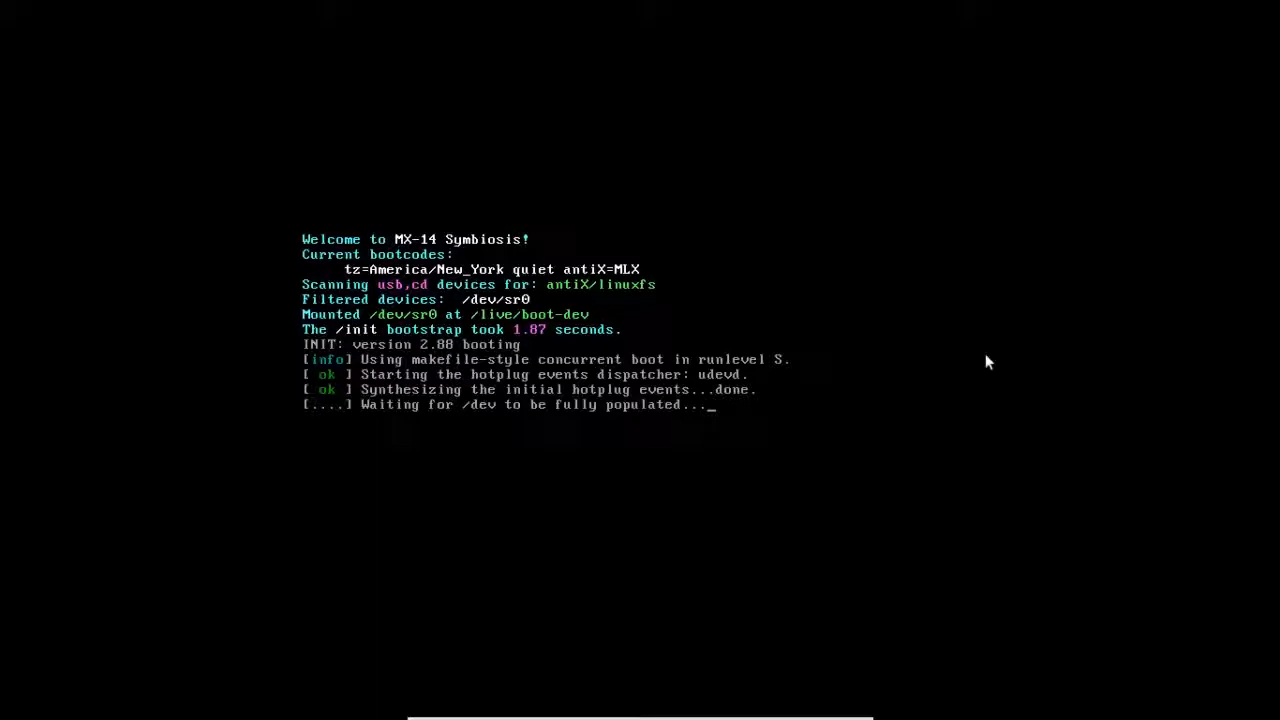 Welcome to MX-14 Symbiosis!
Current bootcodes:
tz=America/New_York quiet antiX=MLX
Scanning usb,cd devices for: antiX/linuxfs
Filtered devices:  /dev/sr0
Mounted /dev/sr0 at /live/boot-dev
The /init bootstrap took 1.87 seconds.
INIT: version 2.88 booting
[info] Using makefile-style concurrent boot in runlevel S.
[ ok ] Starting the hotplug events dispatcher: udevd.
[ ok ] Synthesizing the initial hotplug events...done.
[....] Waiting for /dev to be fully populated..._